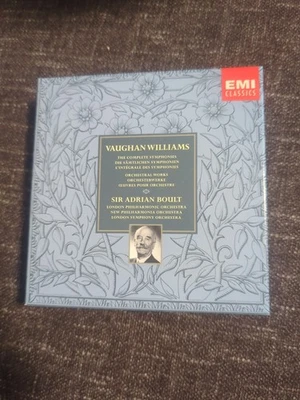 EMI
CLASSICS
VAUGHAN WILLIAMS
THE COMPLETE SYMPHONIES
DIE SÄMTLICHEN SYMPHONIEN
L'INTÉGRALE DES SYMPHONIES
ORCHESTRAL WORKS
ORCHESTERWERKE
ŒUVRES POUR ORCHESTRE
SIR ADRIAN BOULT
LONDON PHILHARMONIC ORCHESTRA
NEW PHILHARMONIA ORCHESTRA
LONDON SYMPHONY ORCHESTRA